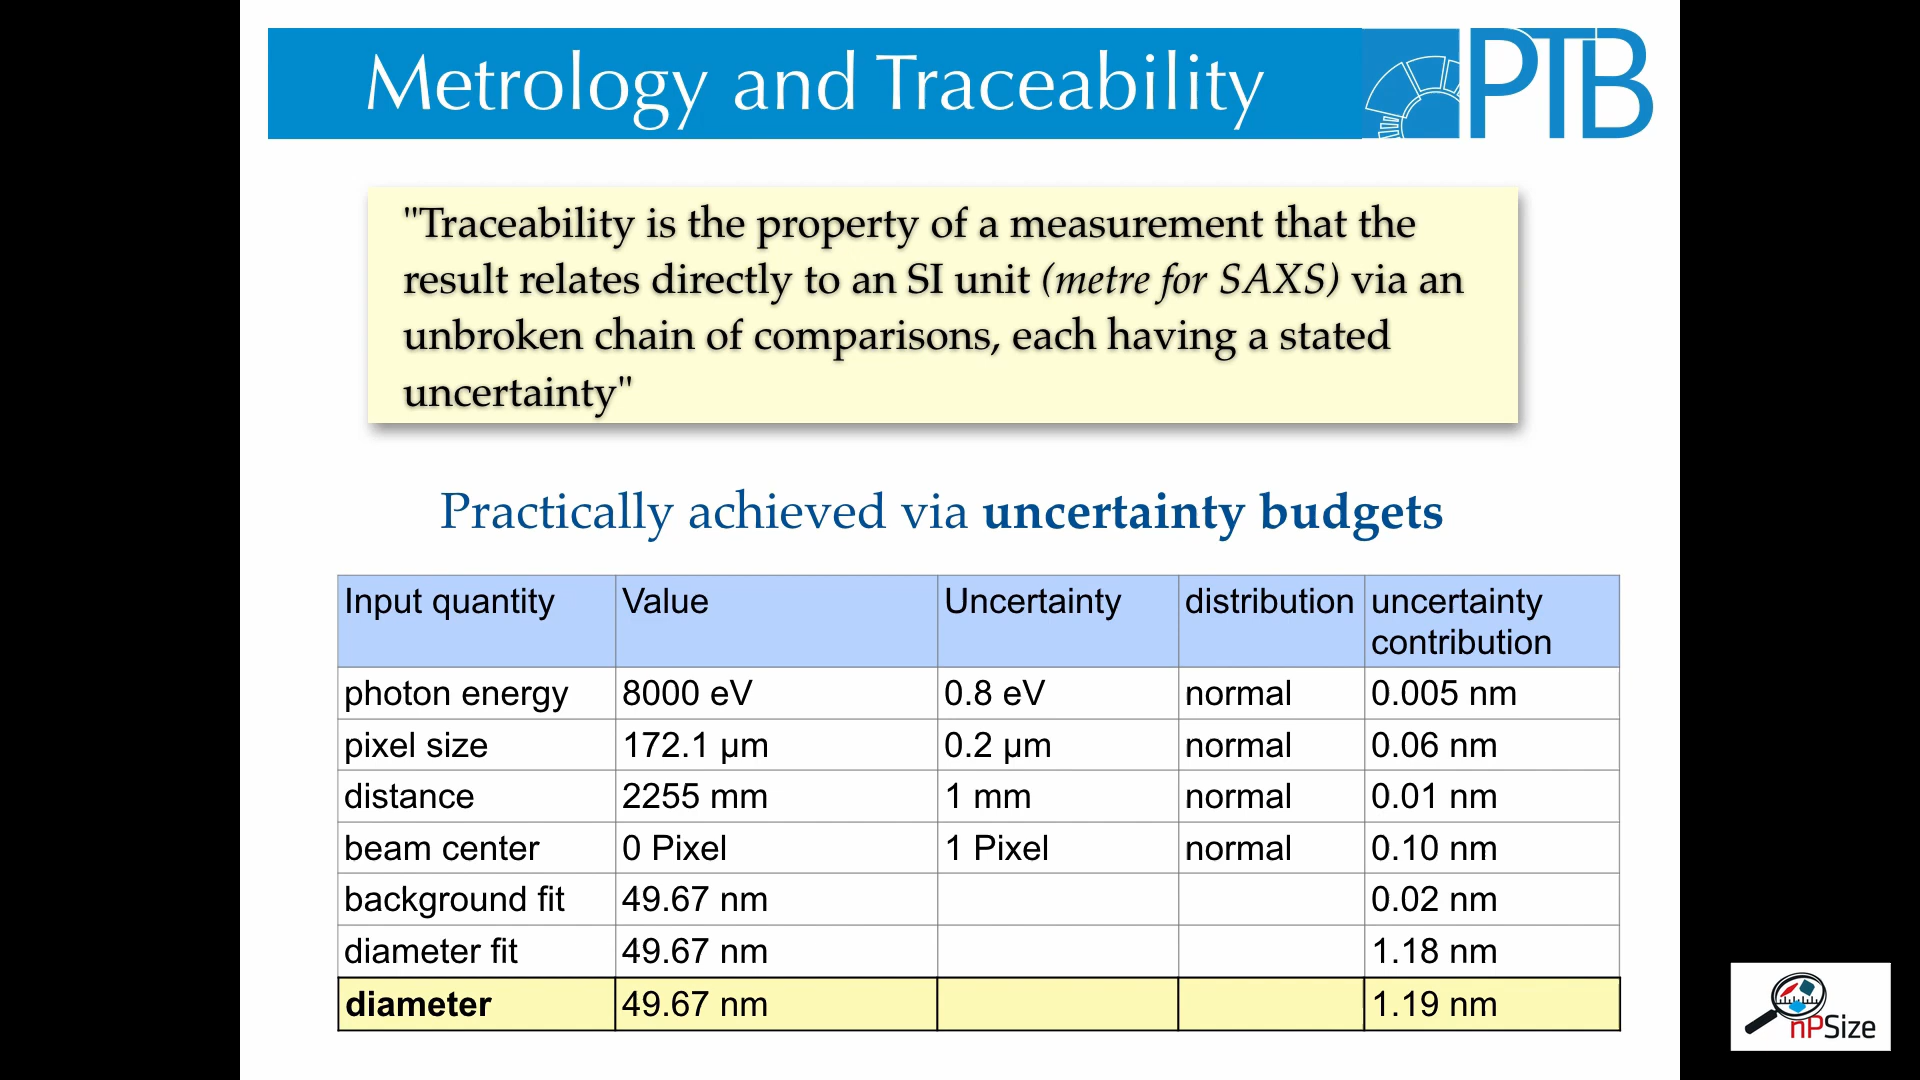 Metrology and Traceability
PTB
"Traceability is the property of a measurement that the
result relates directly to an SI unit (metre for SAXS) via an
unbroken chain of comparisons, each having a stated
uncertainty"
Practically achieved via uncertainty budgets
Input quantity Value Uncertainty distribution uncertainty
contribution
photon energy 8000 eV 0.8 eV normal 0.005 nm
pixel size 172.1 µm 0.2 µm normal 0.06 nm
distance 2255 mm 1 mm normal 0.01 nm
beam center 0 Pixel 1 Pixel normal 0.10 nm
background fit 49.67 nm 0.02 nm
diameter fit 49.67 nm 1.18 nm
diameter 49.67 nm 1.19 nm
nPSize